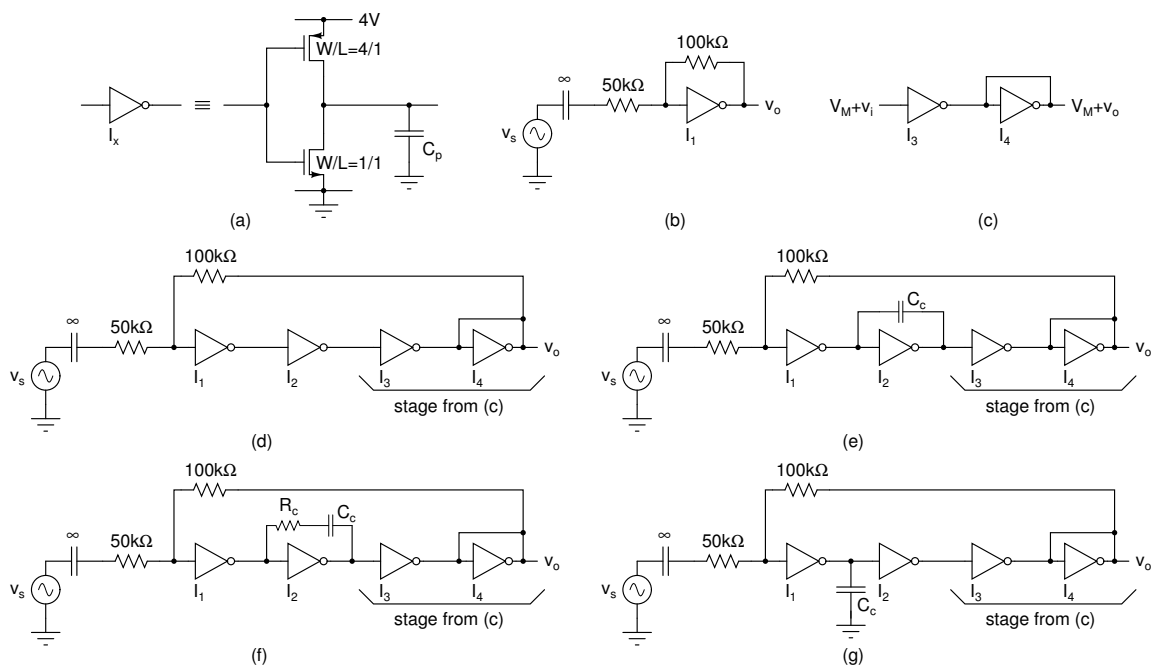 4V
W/L=4/1
I_x
≡
C_p
W/L=1/1
(a)
100kΩ
∞
50kΩ
v_s
v_o
I_1
(b)
V_M+v_i
V_M+v_o
I_3
I_4
(c)
100kΩ
∞
50kΩ
v_s
v_o
I_1
I_2
I_3
I_4
stage from (c)
(d)
100kΩ
∞
50kΩ
C_c
v_s
v_o
I_1
I_2
I_3
I_4
stage from (c)
(e)
100kΩ
∞
50kΩ
R_c
C_c
v_s
v_o
I_1
I_2
I_3
I_4
stage from (c)
(f)
100kΩ
∞
50kΩ
v_s
v_o
I_1
C_c
I_2
I_3
I_4
stage from (c)
(g)